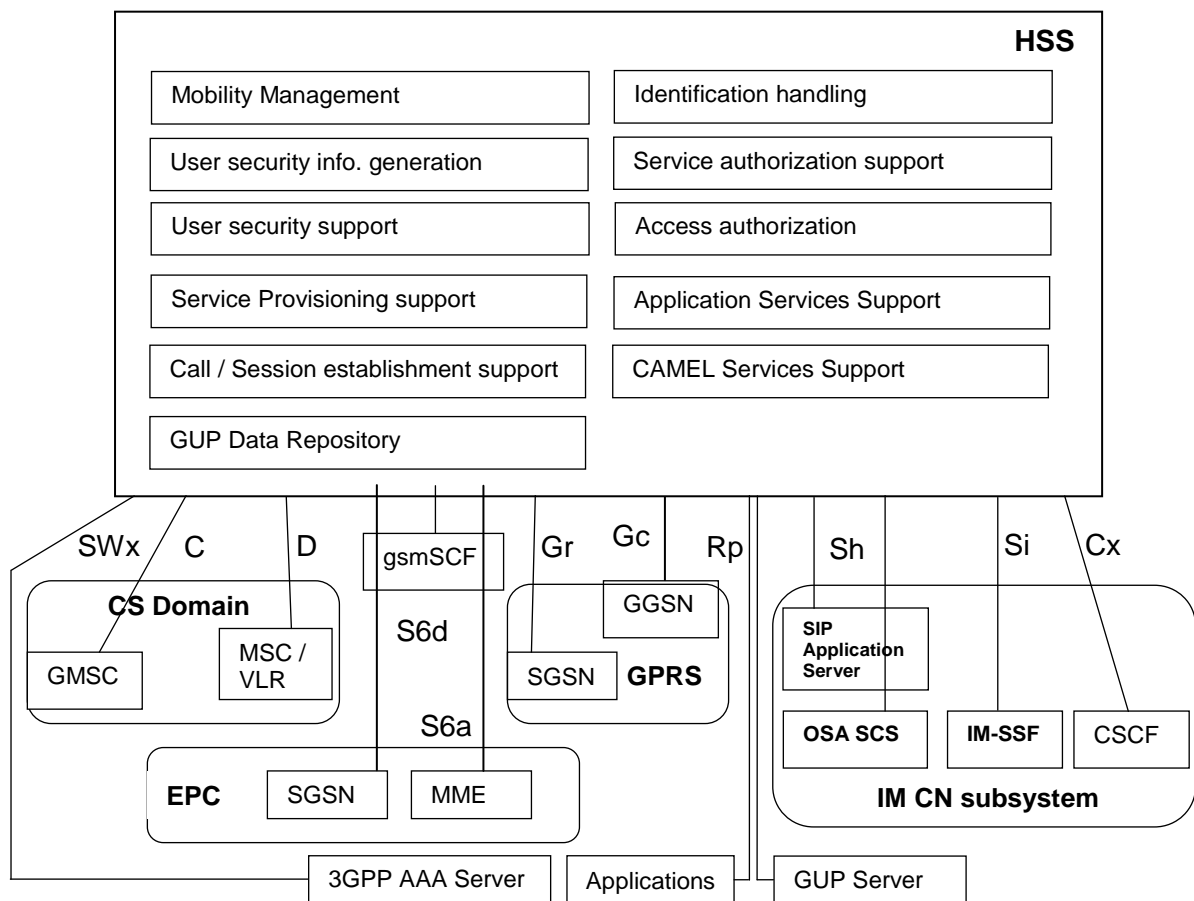 HSS
Mobility Management
Identification handling
User security info. generation
Service authorization support
User security support
Access authorization
Service Provisioning support
Application Services Support
Call / Session establishment support
CAMEL Services Support
GUP Data Repository
SWx
C
D
gsmSCF
Gr
Gc
Rp
Sh
Si
Cx
CS Domain
GMSC
MSC /
VLR
S6d
S6a
GGSN
SGSN
GPRS
SIP
Application
Server
OSA SCS
IM-SSF
CSCF
IM CN subsystem
EPC
SGSN
MME
3GPP AAA Server
Applications
GUP Server